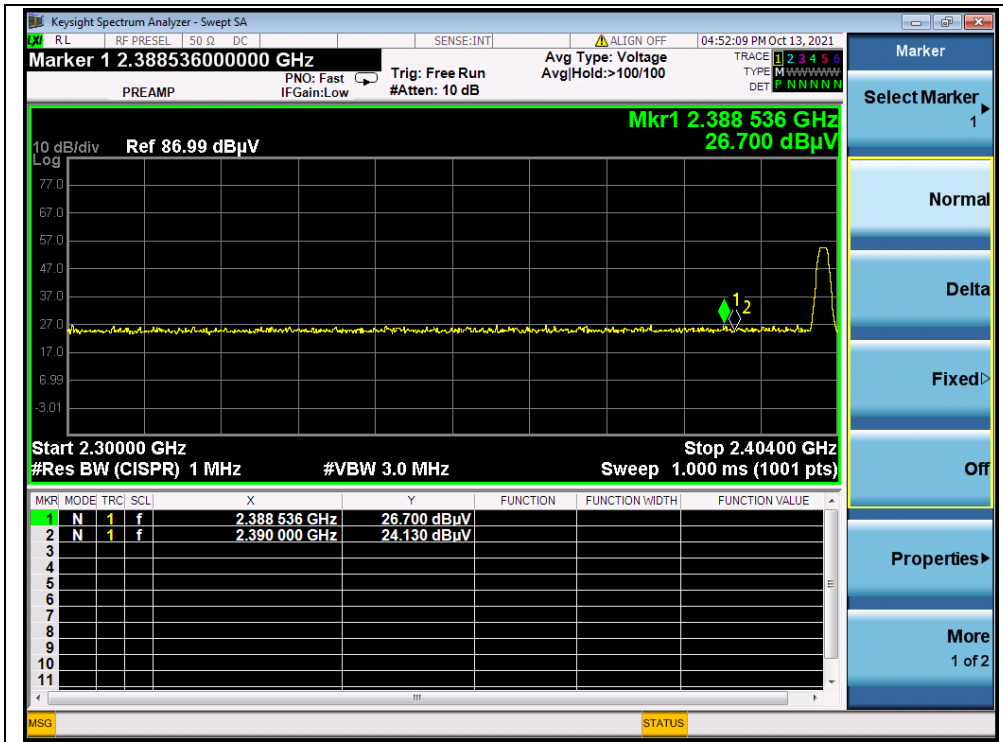 Keysight Spectrum Analyzer - Swept SA
LXI RL RF PRESEL 50 Ω DC SENSE:INT ALIGN OFF 04:52:09 PM Oct 13, 2021
Marker 1 2.388536000000 GHz
PREAMP
PNO: Fast
IFGain:Low
Trig: Free Run
#Atten: 10 dB
Avg Type: Voltage
Avg|Hold:>100/100
TRACE 1 2 3 4 5 6
TYPE M WWWWW
DET P N N N N N
Mkr1 2.388 536 GHz
26.700 dBµV
10 dB/div Ref 86.99 dBµV
Log
77.0
67.0
57.0
47.0
37.0
27.0
17.0
6.99
-3.01
1
2
Start 2.30000 GHz Stop 2.40400 GHz
#Res BW (CISPR) 1 MHz #VBW 3.0 MHz Sweep 1.000 ms (1001 pts)
MKR MODE TRC SCL X Y FUNCTION FUNCTION WIDTH FUNCTION VALUE
1 N 1 f 2.388 536 GHz 26.700 dBµV
2 N 1 f 2.390 000 GHz 24.130 dBµV
3
4
5
6
7
8
9
10
11
MSG STATUS
Marker
Select Marker
1
Normal
Delta
Fixed
Off
Properties
More
1 of 2